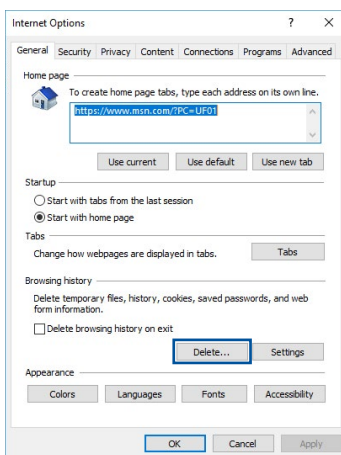 Internet Options ? X
General Security Privacy Content Connections Programs Advanced
Home page
To create home page tabs, type each address on its own line.
https://www.msn.com/?PC=UF01
Use current Use default Use new tab
Startup
Start with tabs from the last session
Start with home page
Tabs
Change how webpages are displayed in tabs. Tabs
Browsing history
Delete temporary files, history, cookies, saved passwords, and web
form information.
Delete browsing history on exit
Delete... Settings
Appearance
Colors Languages Fonts Accessibility
OK Cancel Apply